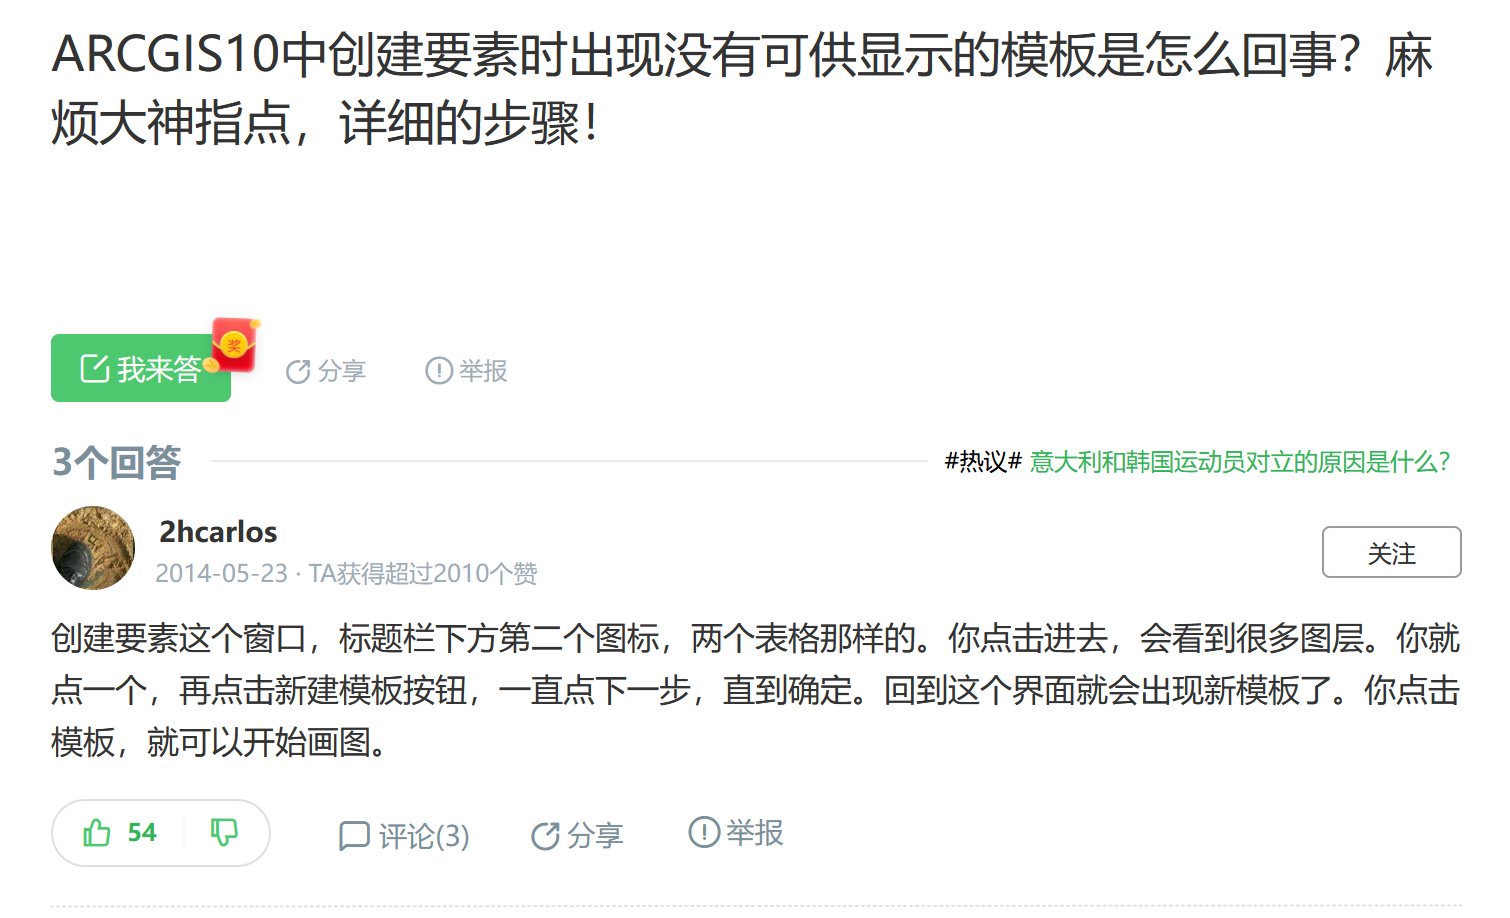 ARCGIS10中创建要素时出现没有可供显示的模板是怎么回事？麻
烦大神指点，详细的步骤！
我来答
奖
分享
举报
3个回答
#热议# 意大利和韩国运动员对立的原因是什么？
2hcarlos
2014-05-23 · TA获得超过2010个赞
关注
创建要素这个窗口，标题栏下方第二个图标，两个表格那样的。你点击进去，会看到很多图层。你就
点一个，再点击新建模板按钮，一直点下一步，直到确定。回到这个界面就会出现新模板了。你点击
模板，就可以开始画图。
54
评论(3)
分享
举报